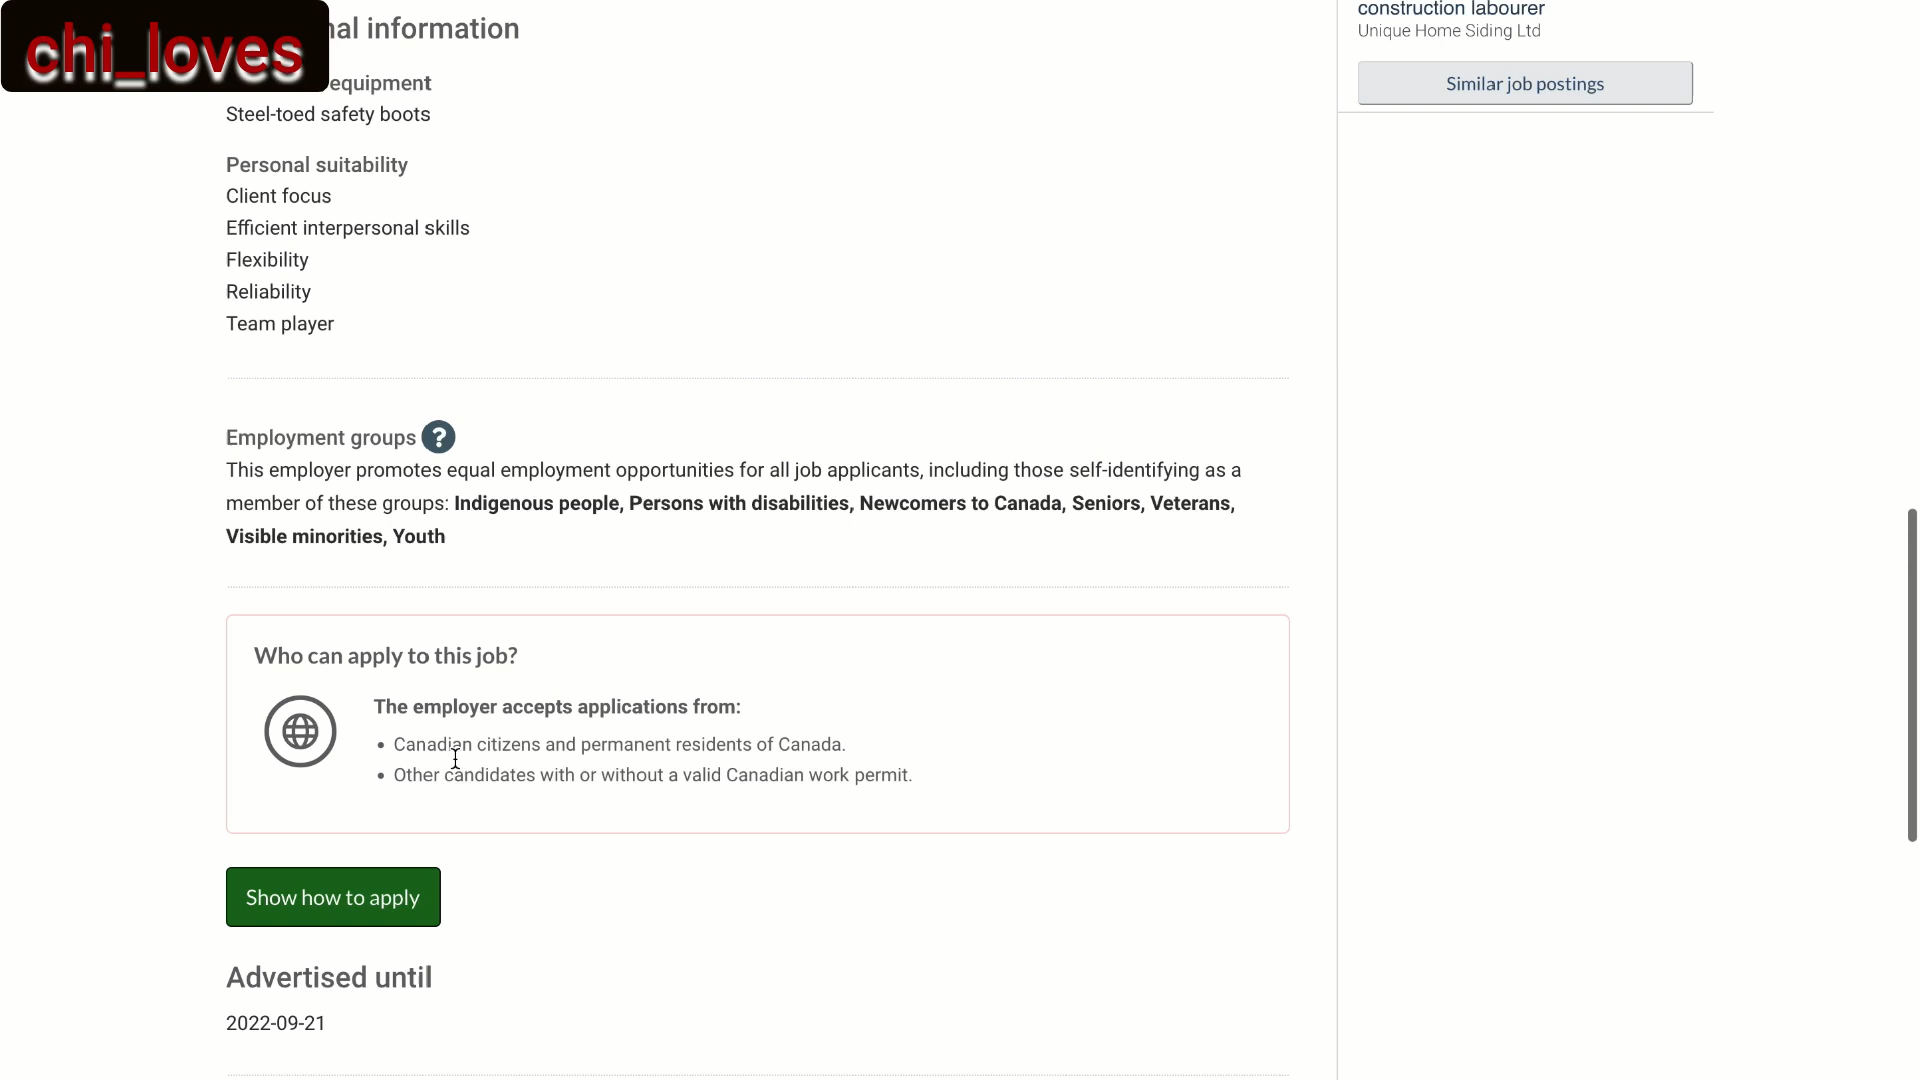 chi_loves
nal information
equipment
Steel-toed safety boots
Personal suitability
Client focus
Efficient interpersonal skills
Flexibility
Reliability
Team player
Employment groups ?
This employer promotes equal employment opportunities for all job applicants, including those self-identifying as a
member of these groups: Indigenous people, Persons with disabilities, Newcomers to Canada, Seniors, Veterans,
Visible minorities, Youth
Who can apply to this job?
The employer accepts applications from:
• Canadian citizens and permanent residents of Canada.
• Other candidates with or without a valid Canadian work permit.
Show how to apply
Advertised until
2022-09-21
construction labourer
Unique Home Siding Ltd
Similar job postings